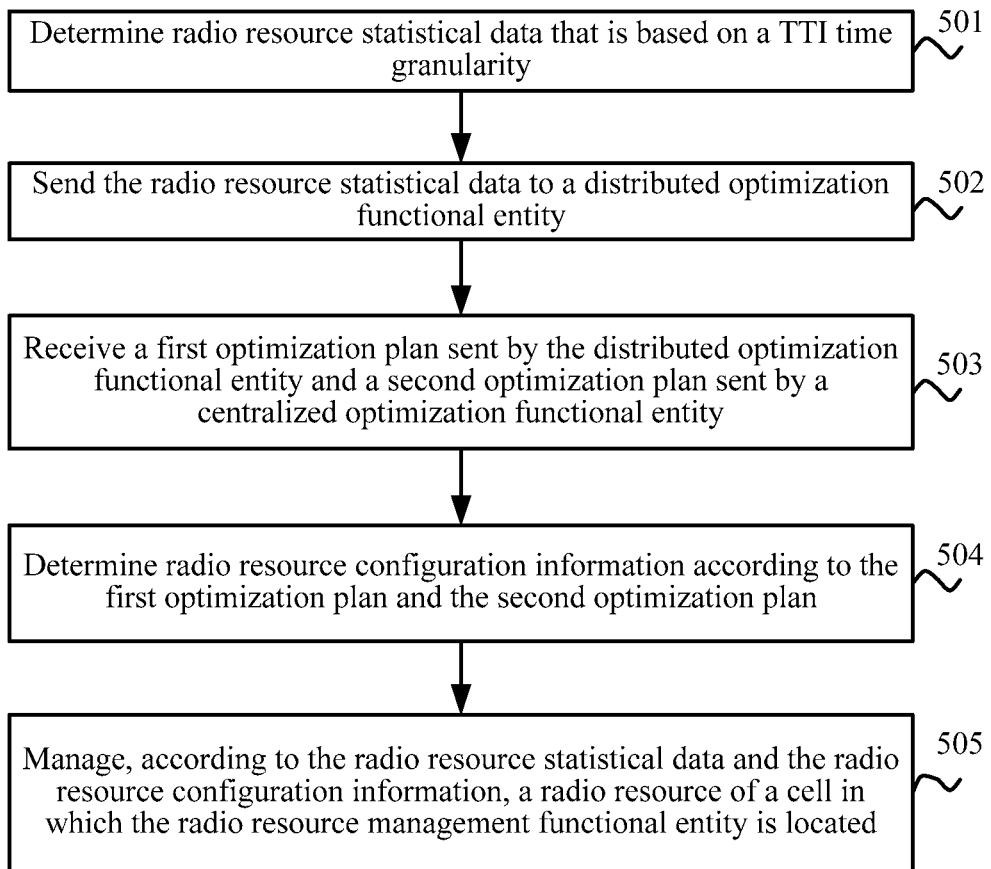 Determine radio resource statistical data that is based on a TTI time
granularity
501
Send the radio resource statistical data to a distributed optimization
functional entity
502
Receive a first optimization plan sent by the distributed optimization
functional entity and a second optimization plan sent by a
centralized optimization functional entity
503
Determine radio resource configuration information according to the
first optimization plan and the second optimization plan
504
Manage, according to the radio resource statistical data and the radio
resource configuration information, a radio resource of a cell in
which the radio resource management functional entity is located
505